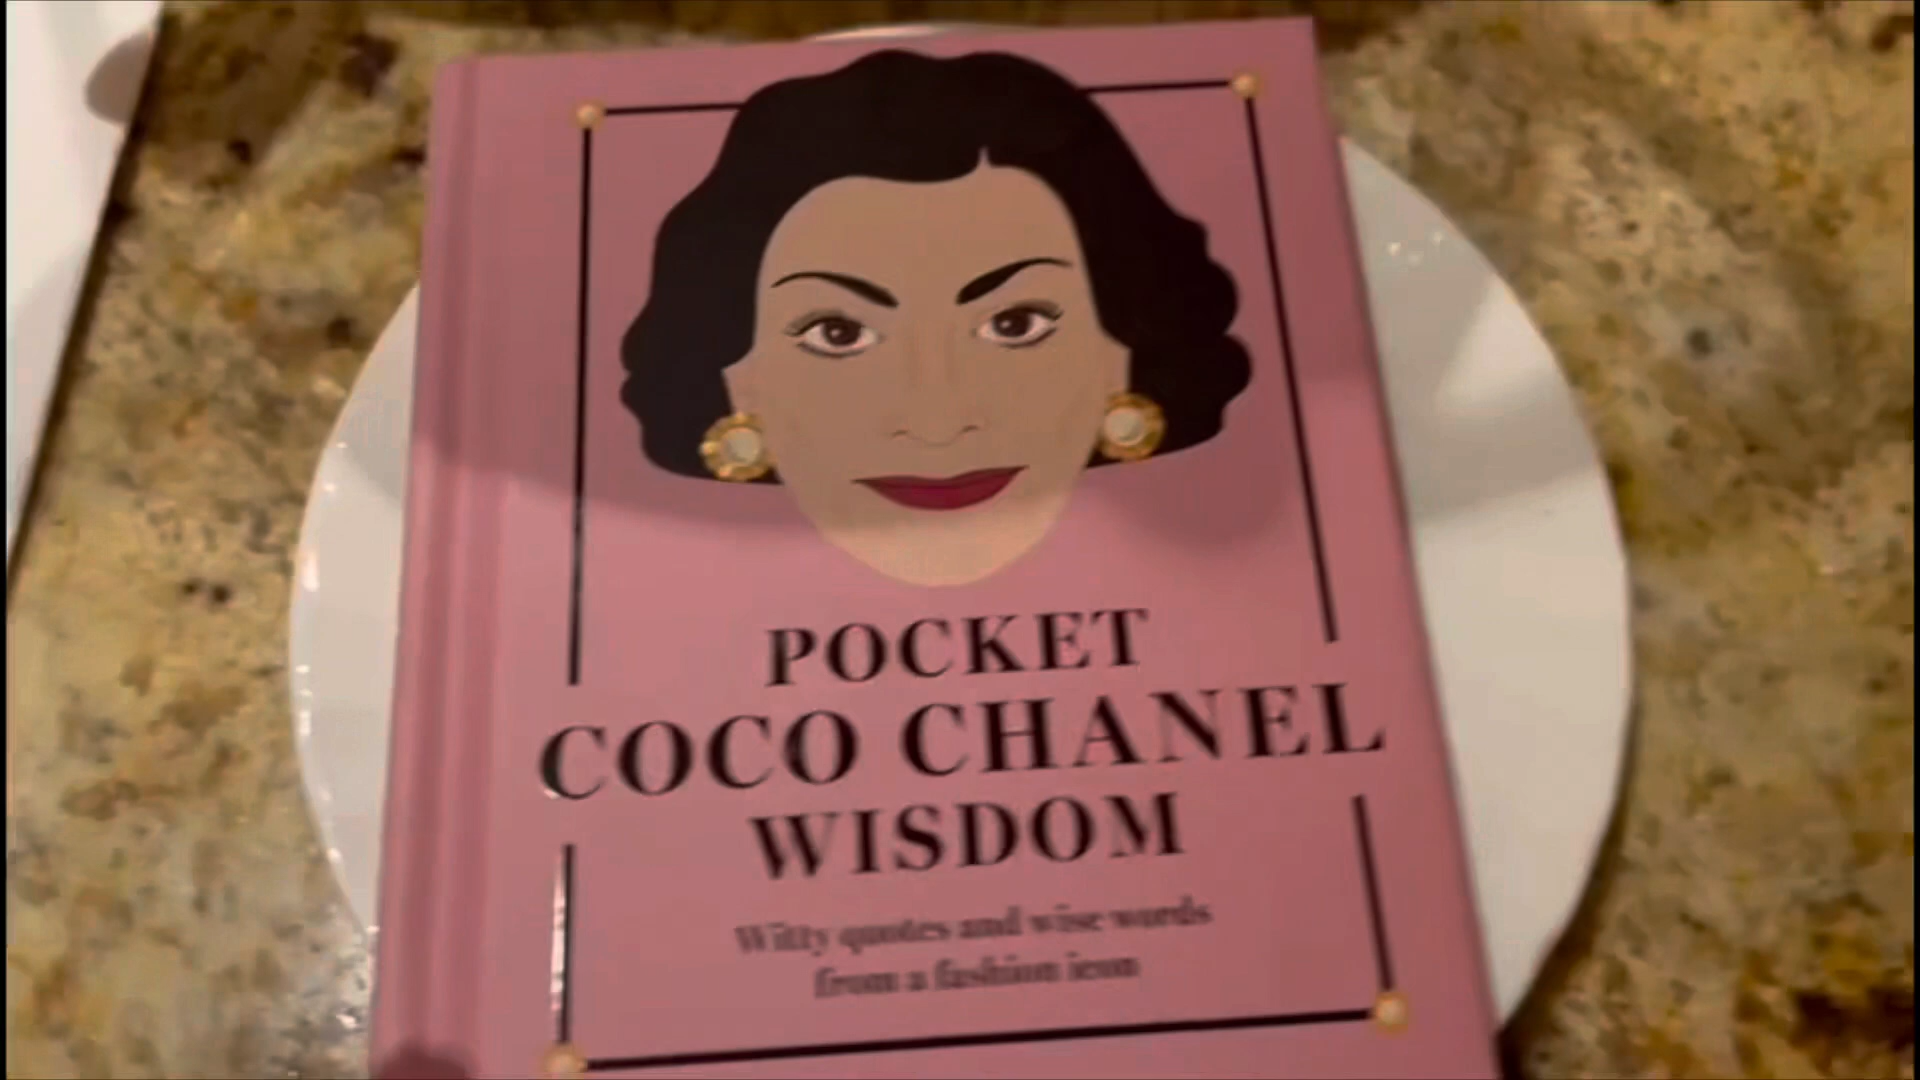 POCKET
COCO CHANEL
WISDOM
Witty quotes and wise words
from a fashion icon